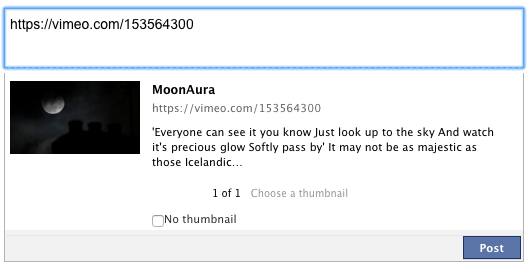 https://vimeo.com/153564300
MoonAura
https://vimeo.com/153564300
'Everyone can see it you know Just look up to the sky And watch
it's precious glow Softly pass by' It may not be as majestic as
those Icelandic...
1 of 1 Choose a thumbnail
No thumbnail
Post